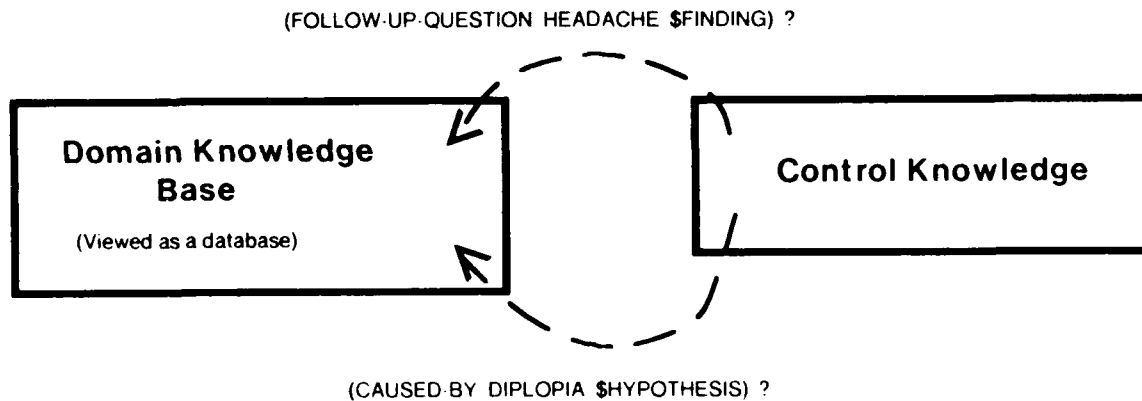 (FOLLOW-UP-QUESTION HEADACHE $FINDING) ?
Domain Knowledge
Base
(Viewed as a database)
Control Knowledge
(CAUSED-BY DIPLOPIA $HYPOTHESIS) ?